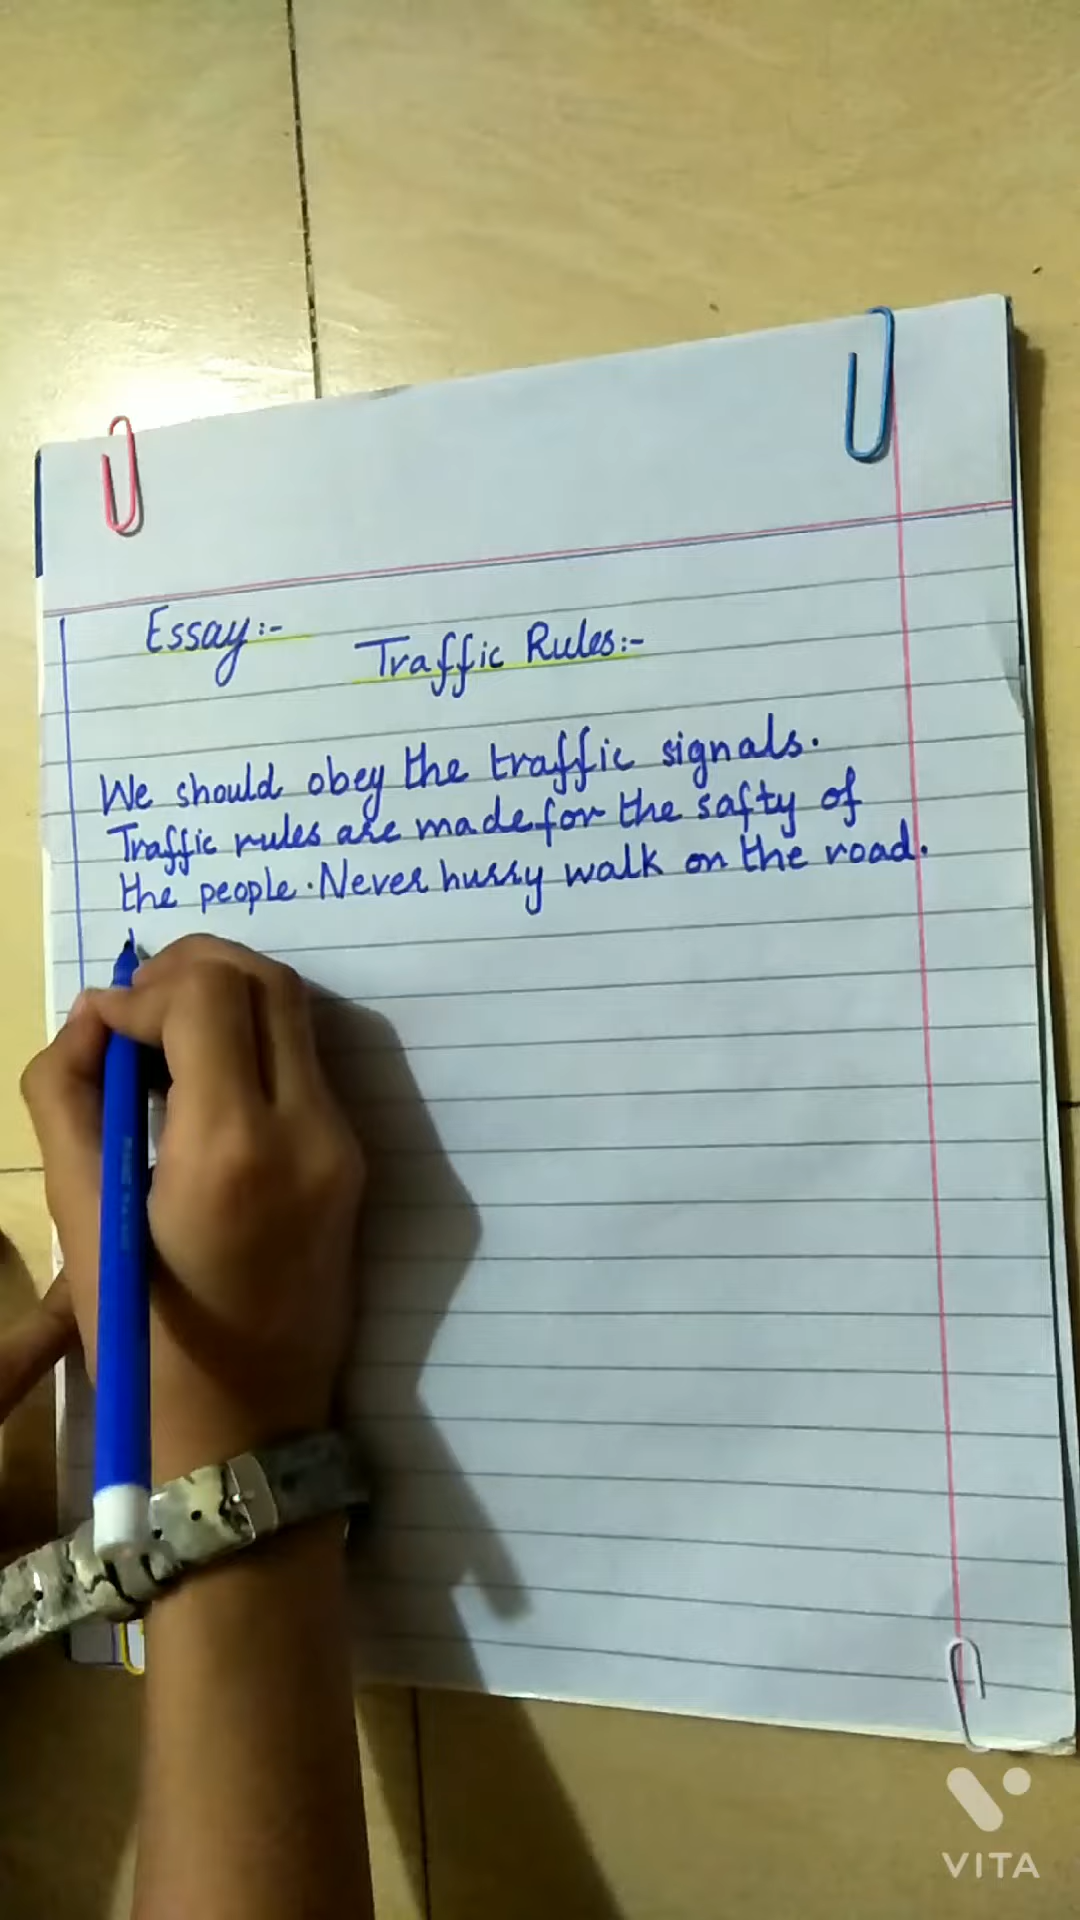 Essay:-
Traffic Rules:-
We should obey the traffic signals.
Traffic rules are made for the safty of
the people. Never hurry walk on the road.
VITA